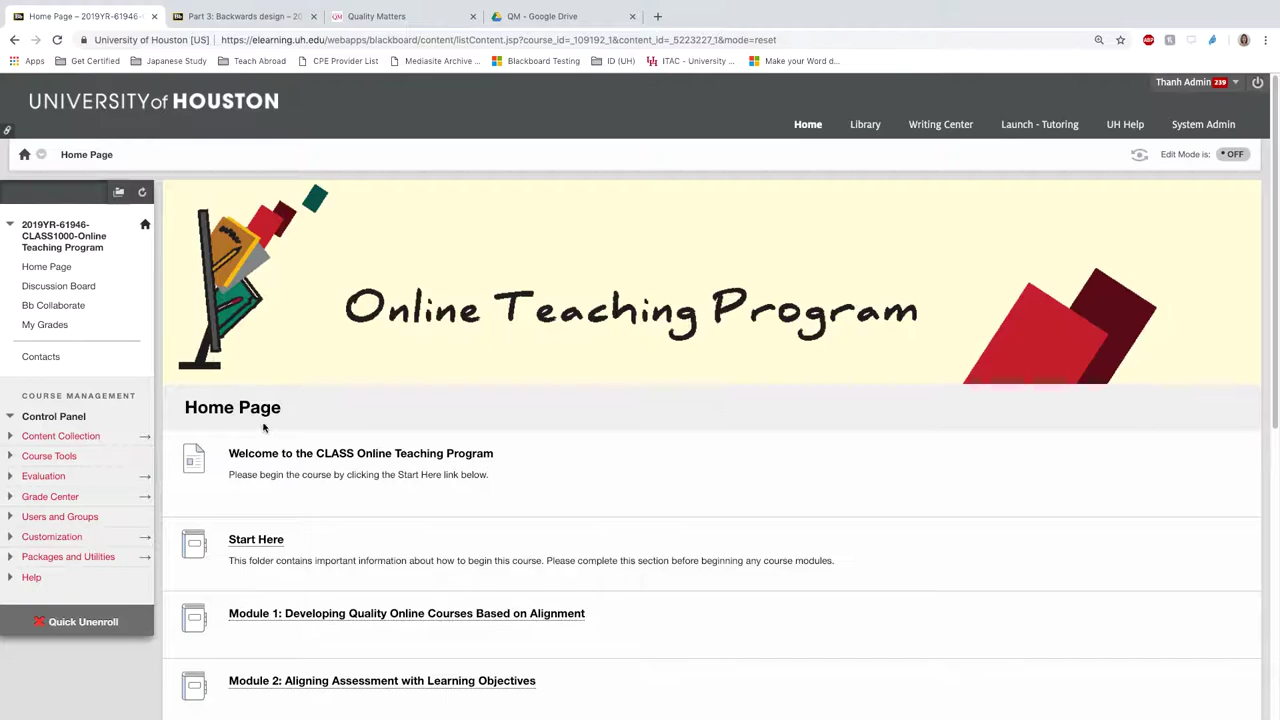 Home Page – 2019YR-61946-
Part 3: Backwards design – 20
Quality Matters
QM - Google Drive
University of Houston [US]
https://elearning.uh.edu/webapps/blackboard/content/listContent.jsp?course_id=_109192_1&content_id=_5223227_1&mode=reset
Apps
Get Certified
Japanese Study
Teach Abroad
CPE Provider List
Mediasite Archive ...
Blackboard Testing
ID (UH)
ITAC - University ...
Make your Word d...
Thanh Admin 239
UNIVERSITY of HOUSTON
Home
Library
Writing Center
Launch - Tutoring
UH Help
System Admin
Home Page
Edit Mode is:
OFF
2019YR-61946-
CLASS1000-Online
Teaching Program
Home Page
Discussion Board
Bb Collaborate
My Grades
Contacts
COURSE MANAGEMENT
Control Panel
Content Collection
Course Tools
Evaluation
Grade Center
Users and Groups
Customization
Packages and Utilities
Help
Quick Unenroll
Online Teaching Program
Home Page
Welcome to the CLASS Online Teaching Program
Please begin the course by clicking the Start Here link below.
Start Here
This folder contains important information about how to begin this course. Please complete this section before beginning any course modules.
Module 1: Developing Quality Online Courses Based on Alignment
Module 2: Aligning Assessment with Learning Objectives